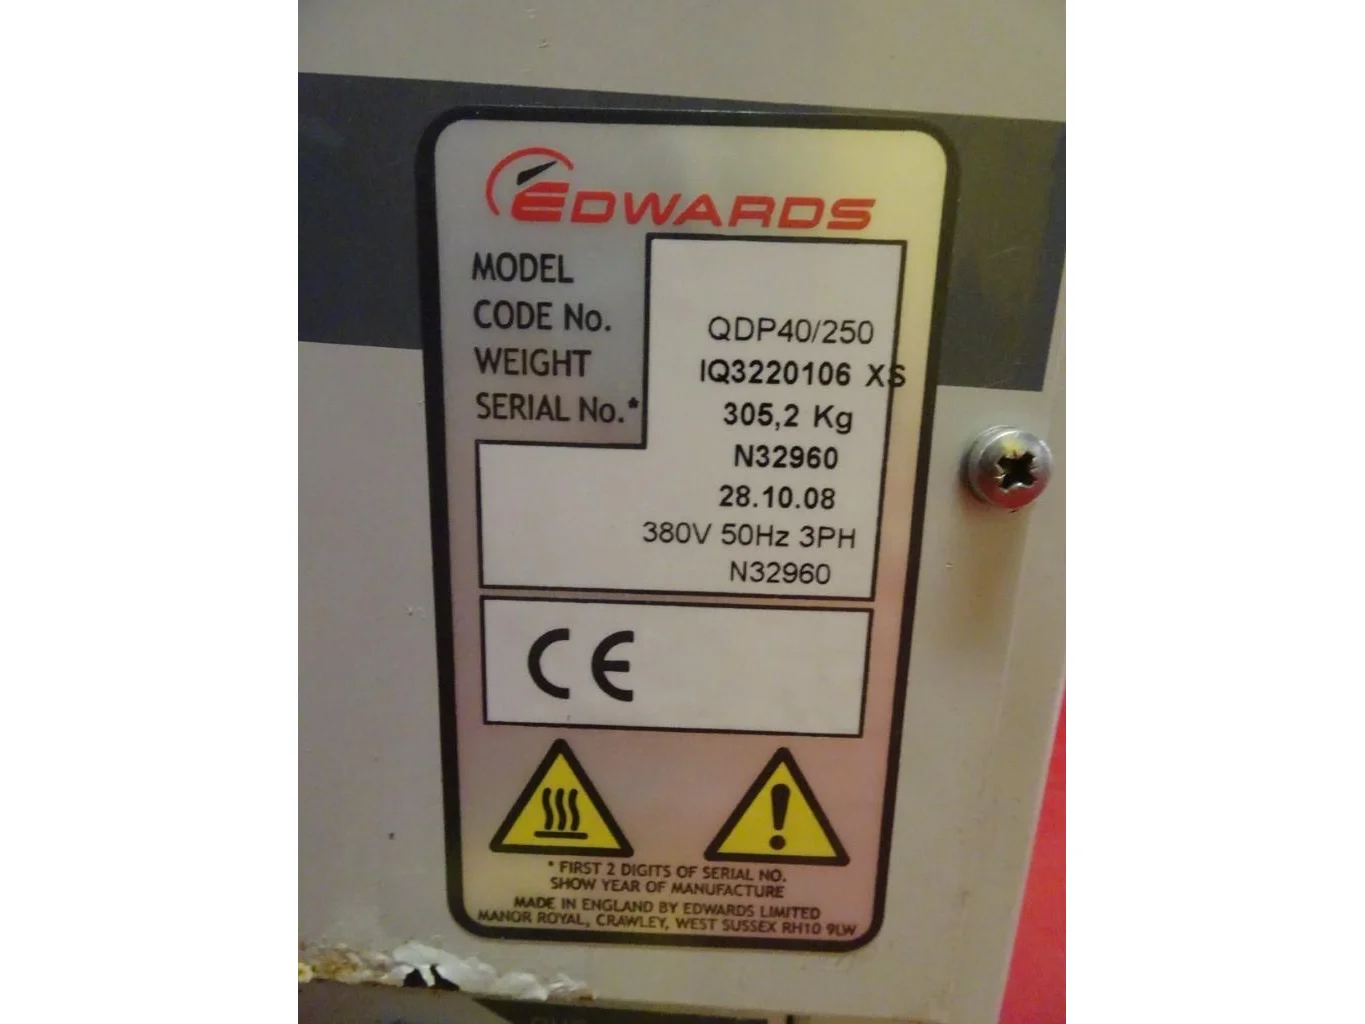 EDWARDS
MODEL
CODE No.
WEIGHT
SERIAL No.*
QDP40/250
IQ3220106 XS
305,2 Kg
N32960
28.10.08
380V 50Hz 3PH
N32960
CE
* FIRST 2 DIGITS OF SERIAL NO.
SHOW YEAR OF MANUFACTURE
MADE IN ENGLAND BY EDWARDS LIMITED
MANOR ROYAL, CRAWLEY, WEST SUSSEX RH10 9LW